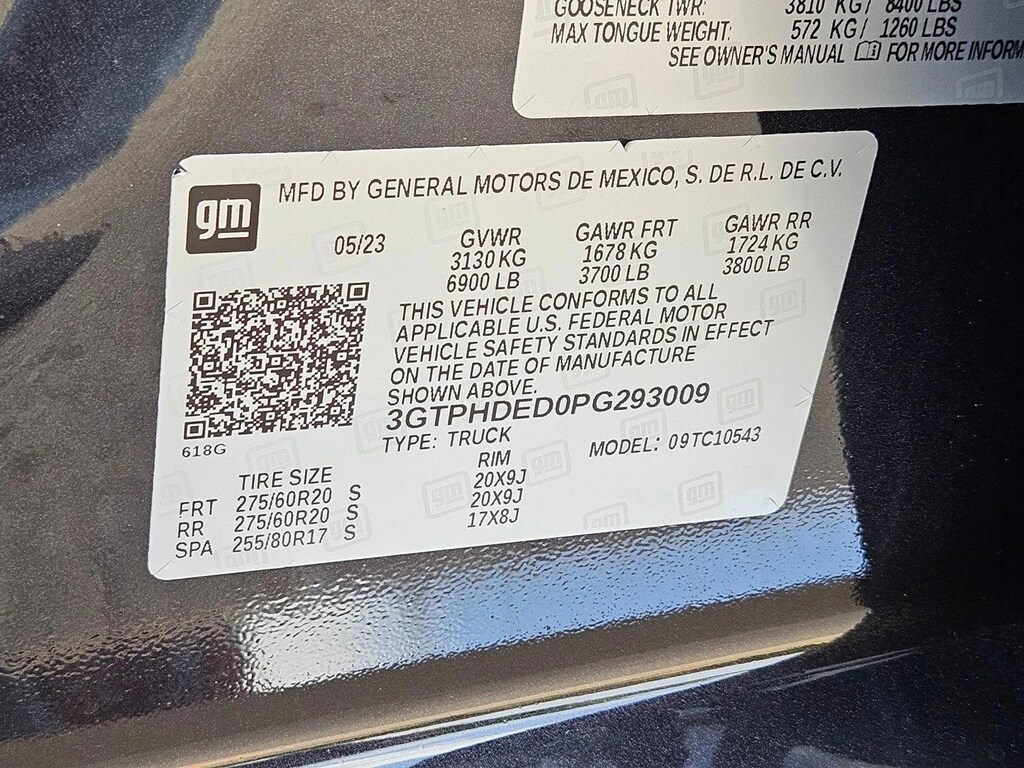 GOOSENECK TWR: 3810 KG/ 8400 LBS
MAX TONGUE WEIGHT: 572 KG/ 1260 LBS
SEE OWNER'S MANUAL FOR MORE INFORM
gm
MFD BY GENERAL MOTORS DE MEXICO, S. DE R.L. DE C.V.
05/23 GVWR GAWR FRT GAWR RR
3130 KG 1678 KG 1724 KG
6900 LB 3700 LB 3800 LB
THIS VEHICLE CONFORMS TO ALL
APPLICABLE U.S. FEDERAL MOTOR
VEHICLE SAFETY STANDARDS IN EFFECT
ON THE DATE OF MANUFACTURE
SHOWN ABOVE.
3GTPHDED0PG293009
618G
TYPE: TRUCK MODEL: 09TC10543
TIRE SIZE RIM
FRT 275/60R20 S 20X9J
RR 275/60R20 S 20X9J
SPA 255/80R17 S 17X8J